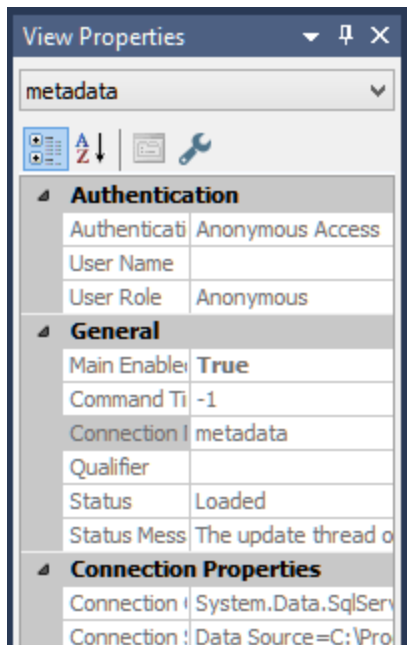 View Properties
metadata
A
Z
Authentication
Authenticati Anonymous Access
User Name
User Role Anonymous
General
Main Enable True
Command Ti -1
Connection metadata
Qualifier
Status Loaded
Status Mess The update thread o
Connection Properties
Connection System.Data.SqlServ
Connection Data Source=C:\Pro